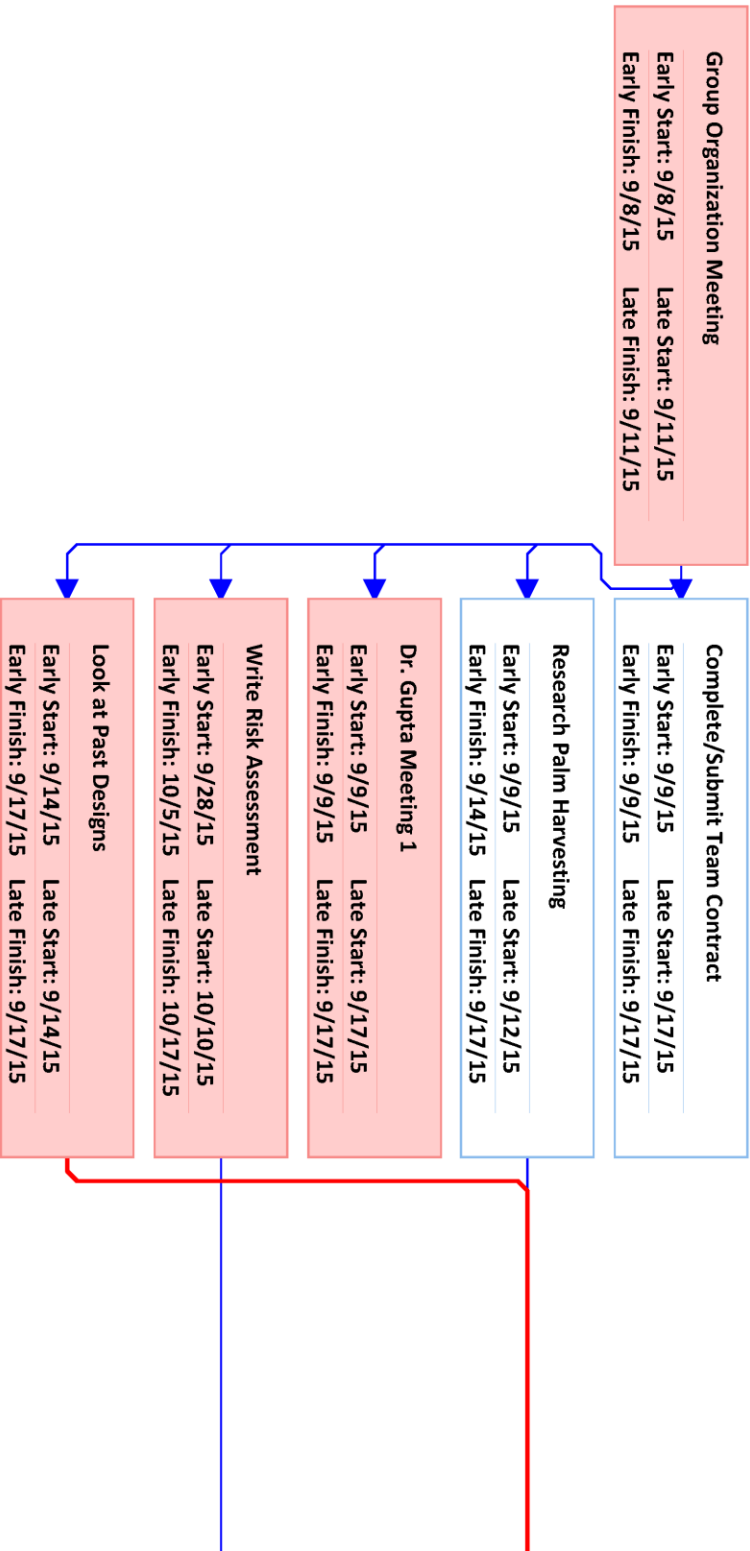 Group Organization Meeting
Early Start: 9/8/15 Late Start: 9/11/15
Early Finish: 9/8/15 Late Finish: 9/11/15
Complete/Submit Team Contract
Early Start: 9/9/15 Late Start: 9/17/15
Early Finish: 9/9/15 Late Finish: 9/17/15
Research Palm Harvesting
Early Start: 9/9/15 Late Start: 9/12/15
Early Finish: 9/14/15 Late Finish: 9/17/15
Dr. Gupta Meeting 1
Early Start: 9/9/15 Late Start: 9/17/15
Early Finish: 9/9/15 Late Finish: 9/17/15
Write Risk Assessment
Early Start: 9/28/15 Late Start: 10/10/15
Early Finish: 10/5/15 Late Finish: 10/17/15
Look at Past Designs
Early Start: 9/14/15 Late Start: 9/14/15
Early Finish: 9/17/15 Late Finish: 9/17/15